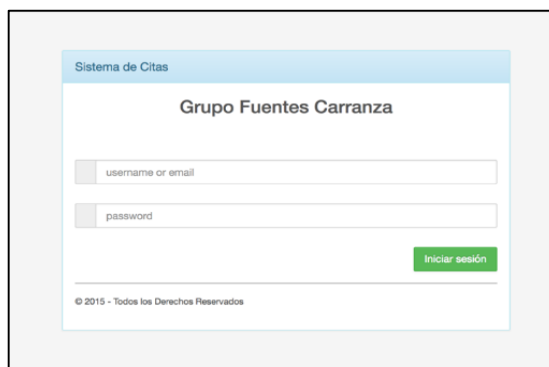 Sistema de Citas
Grupo Fuentes Carranza
username or email
password
Iniciar sesión
© 2015 - Todos los Derechos Reservados